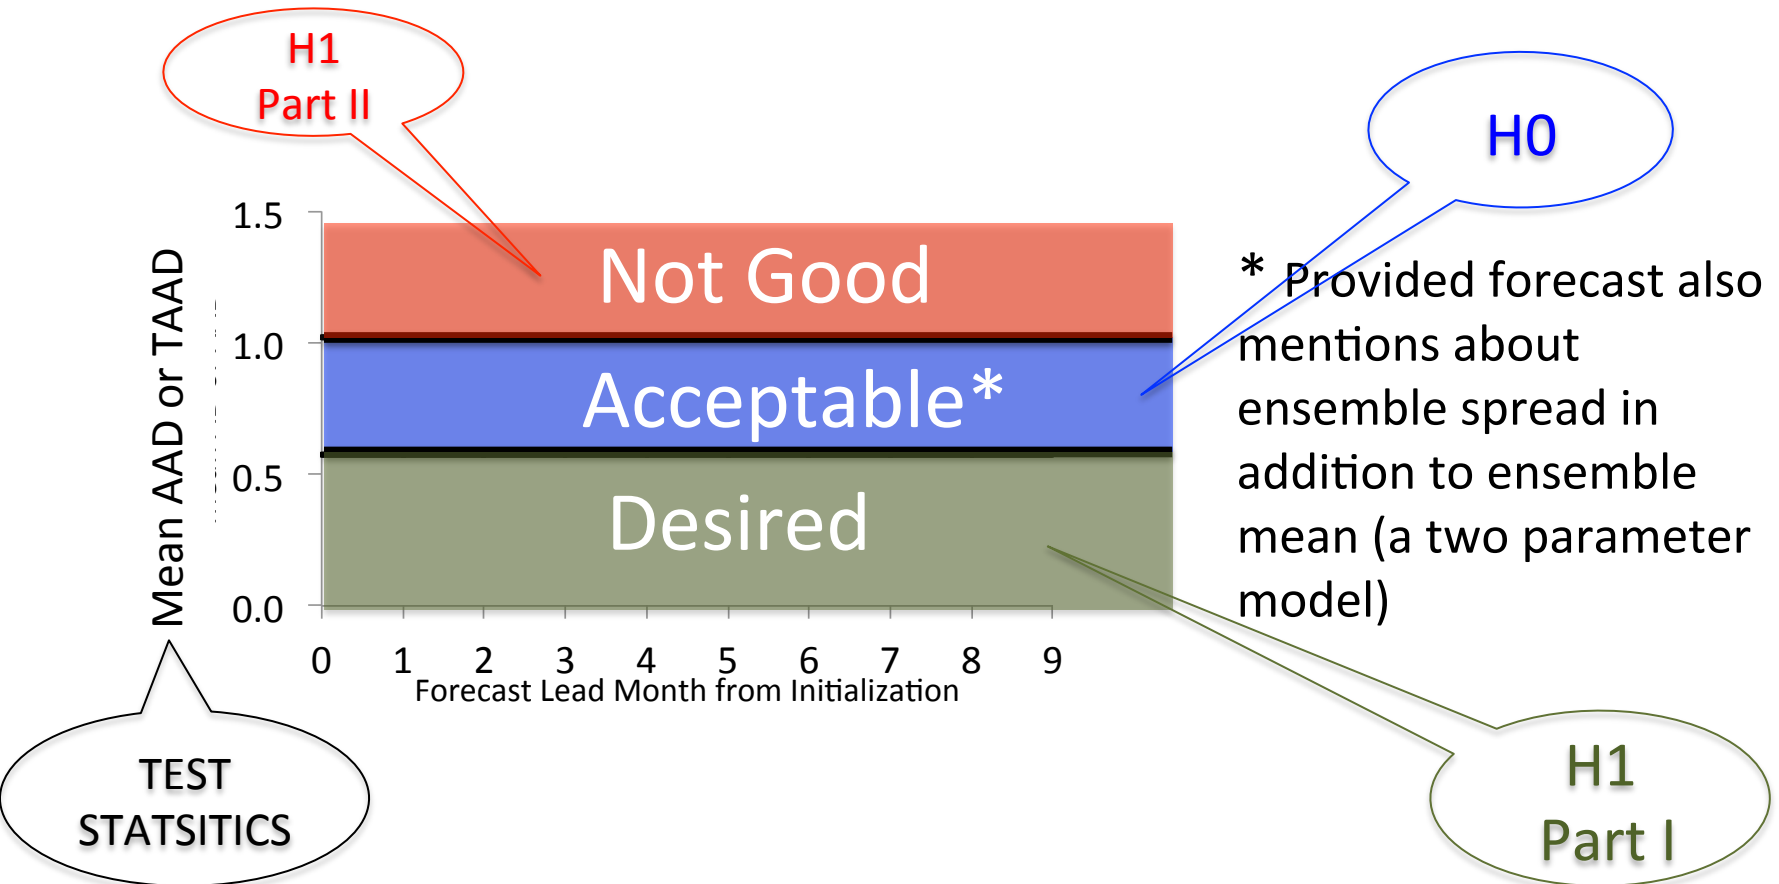 H1
Part II
H0
1.5
Not Good
* Provided forecast also
mentions about
ensemble spread in
addition to ensemble
mean (a two parameter
model)
Mean AAD or TAAD
1.0
Acceptable*
0.5
Desired
0.0
0 1 2 3 4 5 6 7 8 9
Forecast Lead Month from Initialization
TEST
STATSITICS
H1
Part I